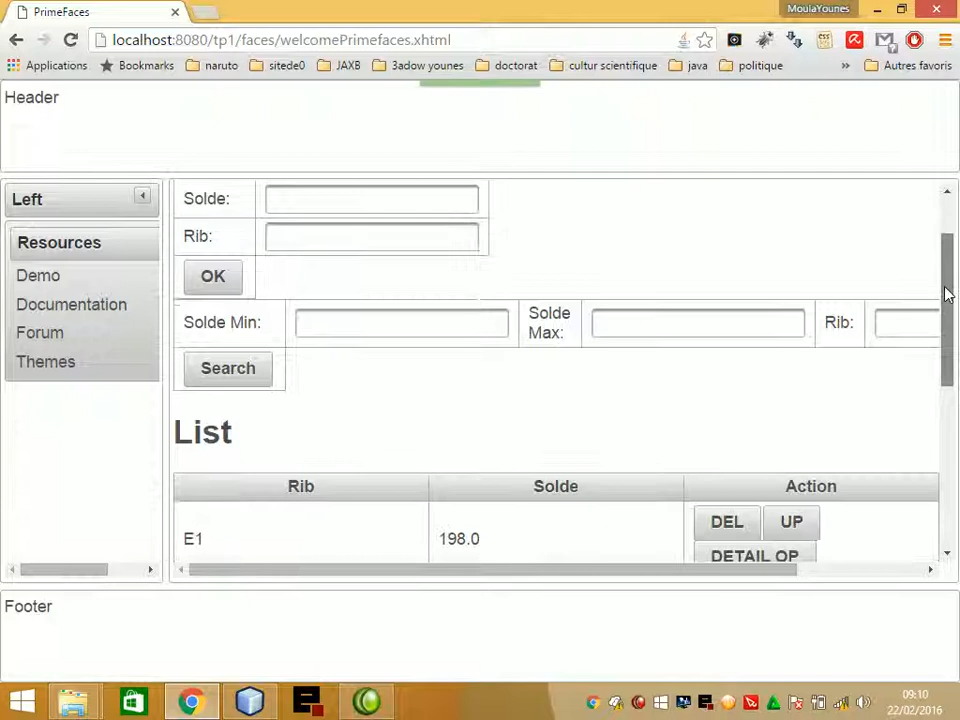 PrimeFaces
MoulaYounes
localhost:8080/tp1/faces/welcomePrimefaces.xhtml
Applications
Bookmarks
naruto
sitede0
JAXB
3adow younes
doctorat
cultur scientifique
java
politique
»
Autres favoris
Header
Left
Resources
Demo
Documentation
Forum
Themes
Solde:
Rib:
OK
Solde Min:
Solde
Max:
Rib:
Search
List
Rib
Solde
Action
E1
198.0
DEL
UP
DETAIL OP
Footer
09:10
22/02/2016